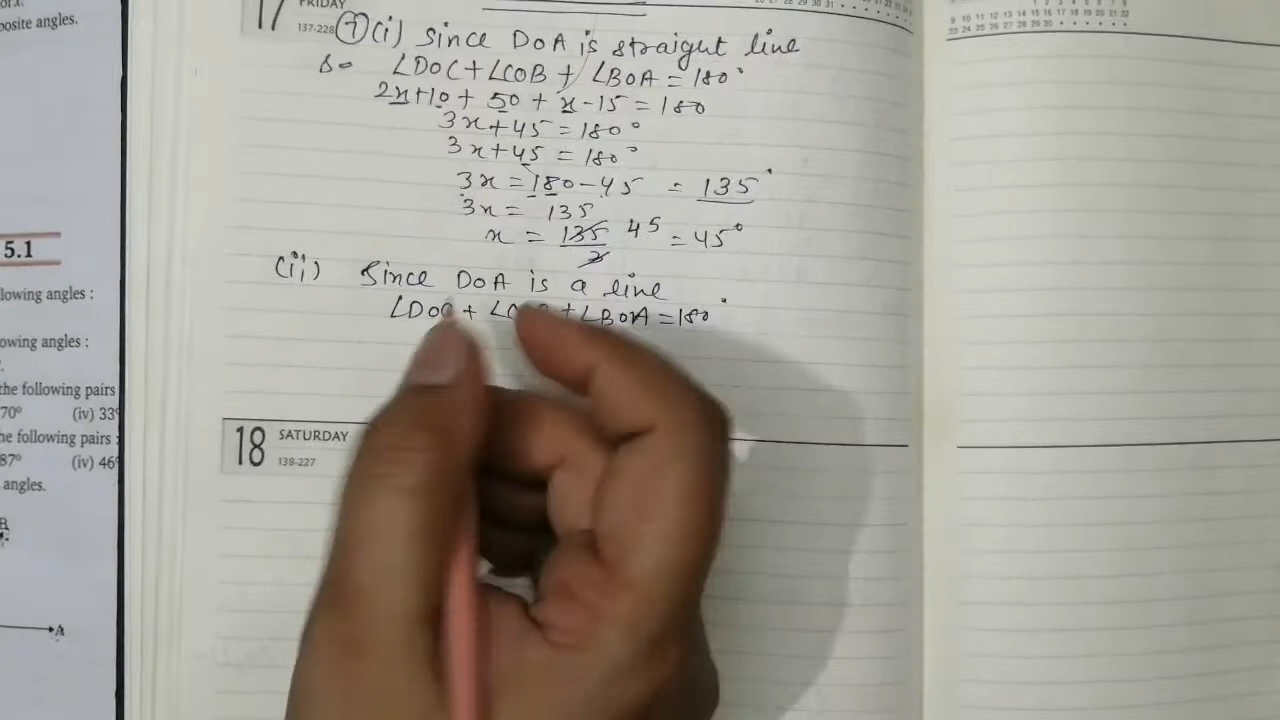 posite angles.
5.1
lowing angles :
owing angles :
the following pairs
70° (iv) 33°
he following pairs :
87° (iv) 46°
angles.
B
A
17 FRIDAY
137-228
⑦(i) Since DOA is straigut line
So ∠DOC+∠COB + ∠BOA = 180°
2x+10 + 50 + x-15 = 180
3x+45 = 180°
3x+45 = 180°
3x = 180-45 = 135°
3x = 135
x = 135 45 = 45°
3
(ii) Since DOA is a line
∠DOC + + ∠BOA = 180°
18 SATURDAY
138-227